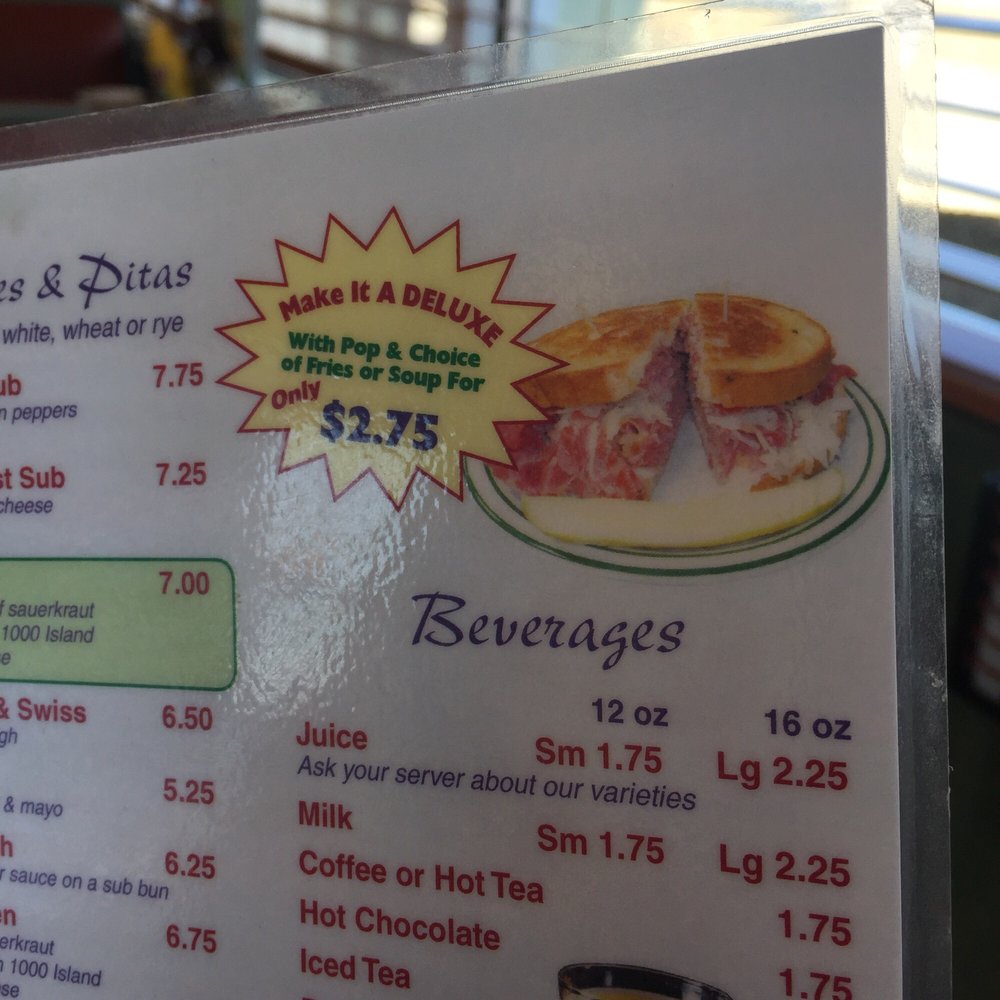 es & Pitas
white, wheat or rye
ub 7.75
n peppers
st Sub 7.25
cheese
7.00
f sauerkraut
1000 Island
e
& Swiss 6.50
gh
5.25
& mayo
h 6.25
r sauce on a sub bun
en 6.75
erkraut
n 1000 Island
se
Make It A DELUXE
With Pop & Choice
of Fries or Soup For
Only
$2.75
Beverages
12 oz 16 oz
Juice Sm 1.75 Lg 2.25
Ask your server about our varieties
Milk Sm 1.75 Lg 2.25
Coffee or Hot Tea 1.75
Hot Chocolate 1.75
Iced Tea